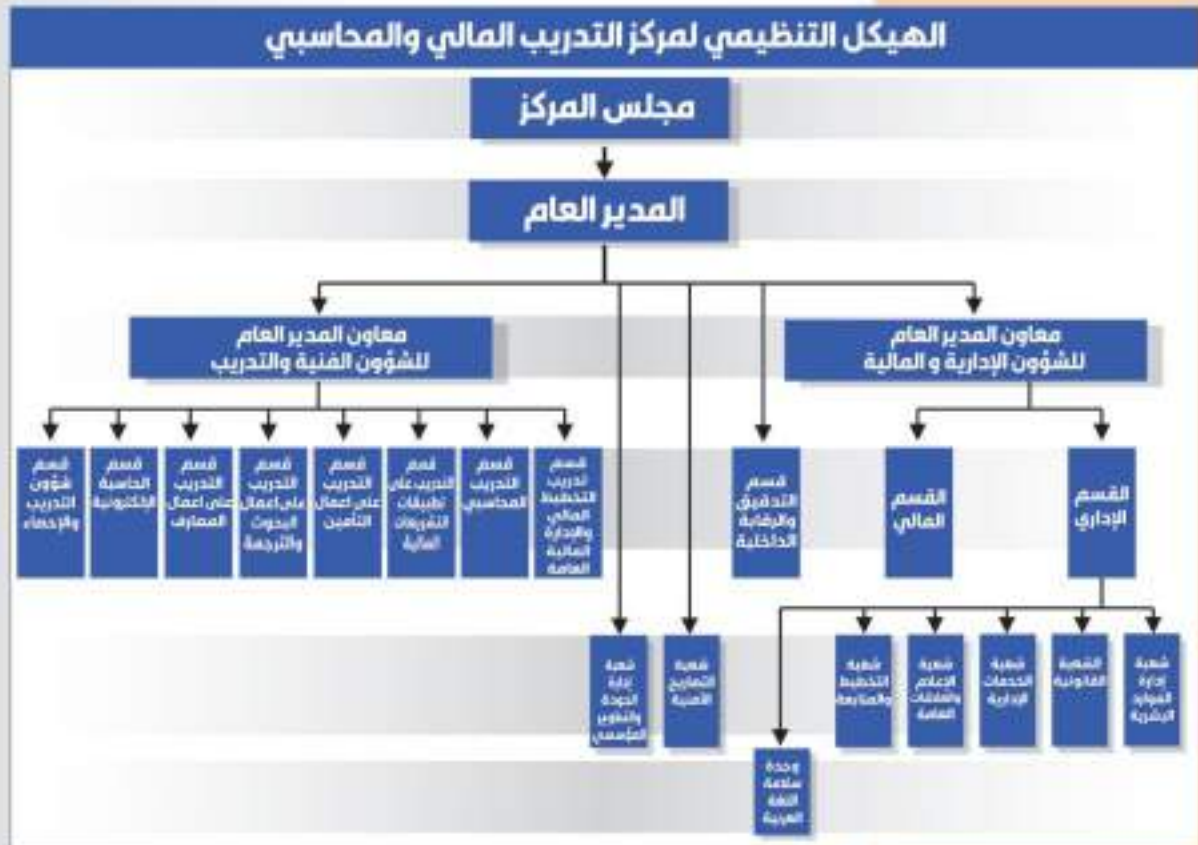 الهيكل التنظيمي لمركز التدريب المالي والمحاسبي
مجلس المركز
المدير العام
معاون المدير العام
للشؤون الإدارية و المالية
معاون المدير العام
للشؤون الفنية والتدريب
القسم
الإداري
القسم
المالي
قسم
التدقيق
والرقابة
الداخلية
قسم
تدريب
التخطيط
المالي
والإدارة
المالية
العامة
قسم
التدريب
المحاسبي
قسم
التدريب على
تطبيقات
التشريعات
المالية
قسم
التدريب
على اعمال
التأمين
قسم
التدريب
على اعمال
البحوث
والترجمة
قسم
التدريب
على اعمال
المصارف
قسم
الحاسبة
الالكترونية
قسم
شؤون
التدريب
والإحصاء
شعبة
إدارة
الموارد
البشرية
الشعبة
القانونية
شعبة
الخدمات
الإدارية
شعبة
الاعلام
والعلاقات
العامة
شعبة
التخطيط
والمتابعة
شعبة
التصاريح
الأمنية
شعبة
إدارة
الجودة
والتطوير
المؤسسي
وحدة
سلامة
اللغة
العربية